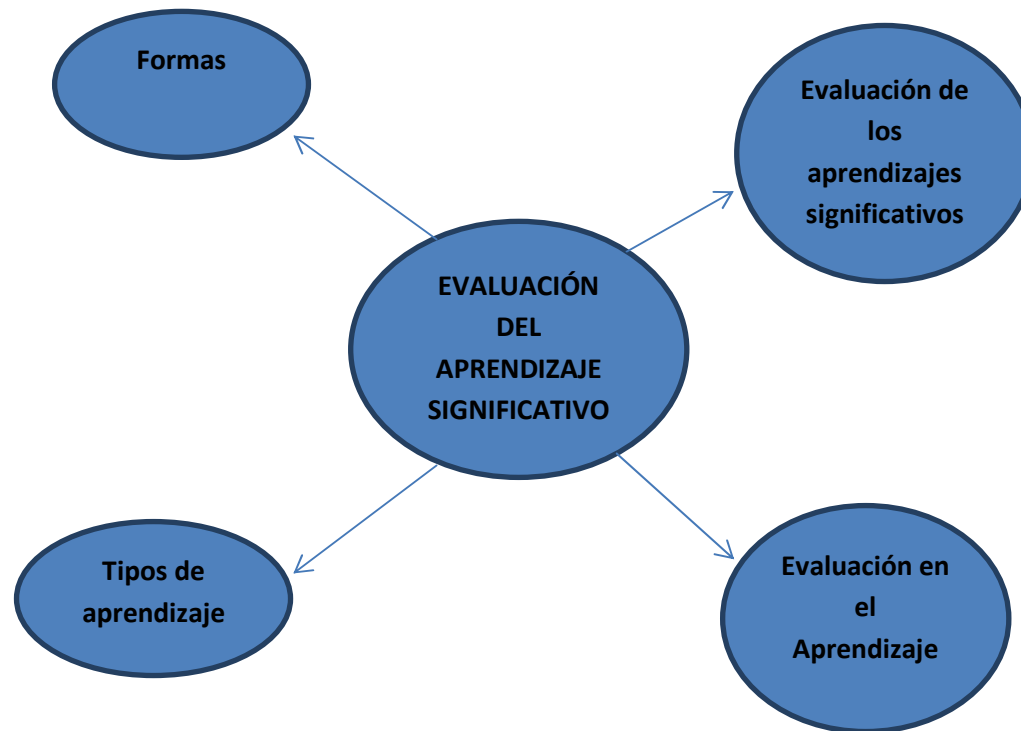 Formas
Evaluación de
los
aprendizajes
significativos
EVALUACIÓN
DEL
APRENDIZAJE
SIGNIFICATIVO
Tipos de
aprendizaje
Evaluación en
el
Aprendizaje